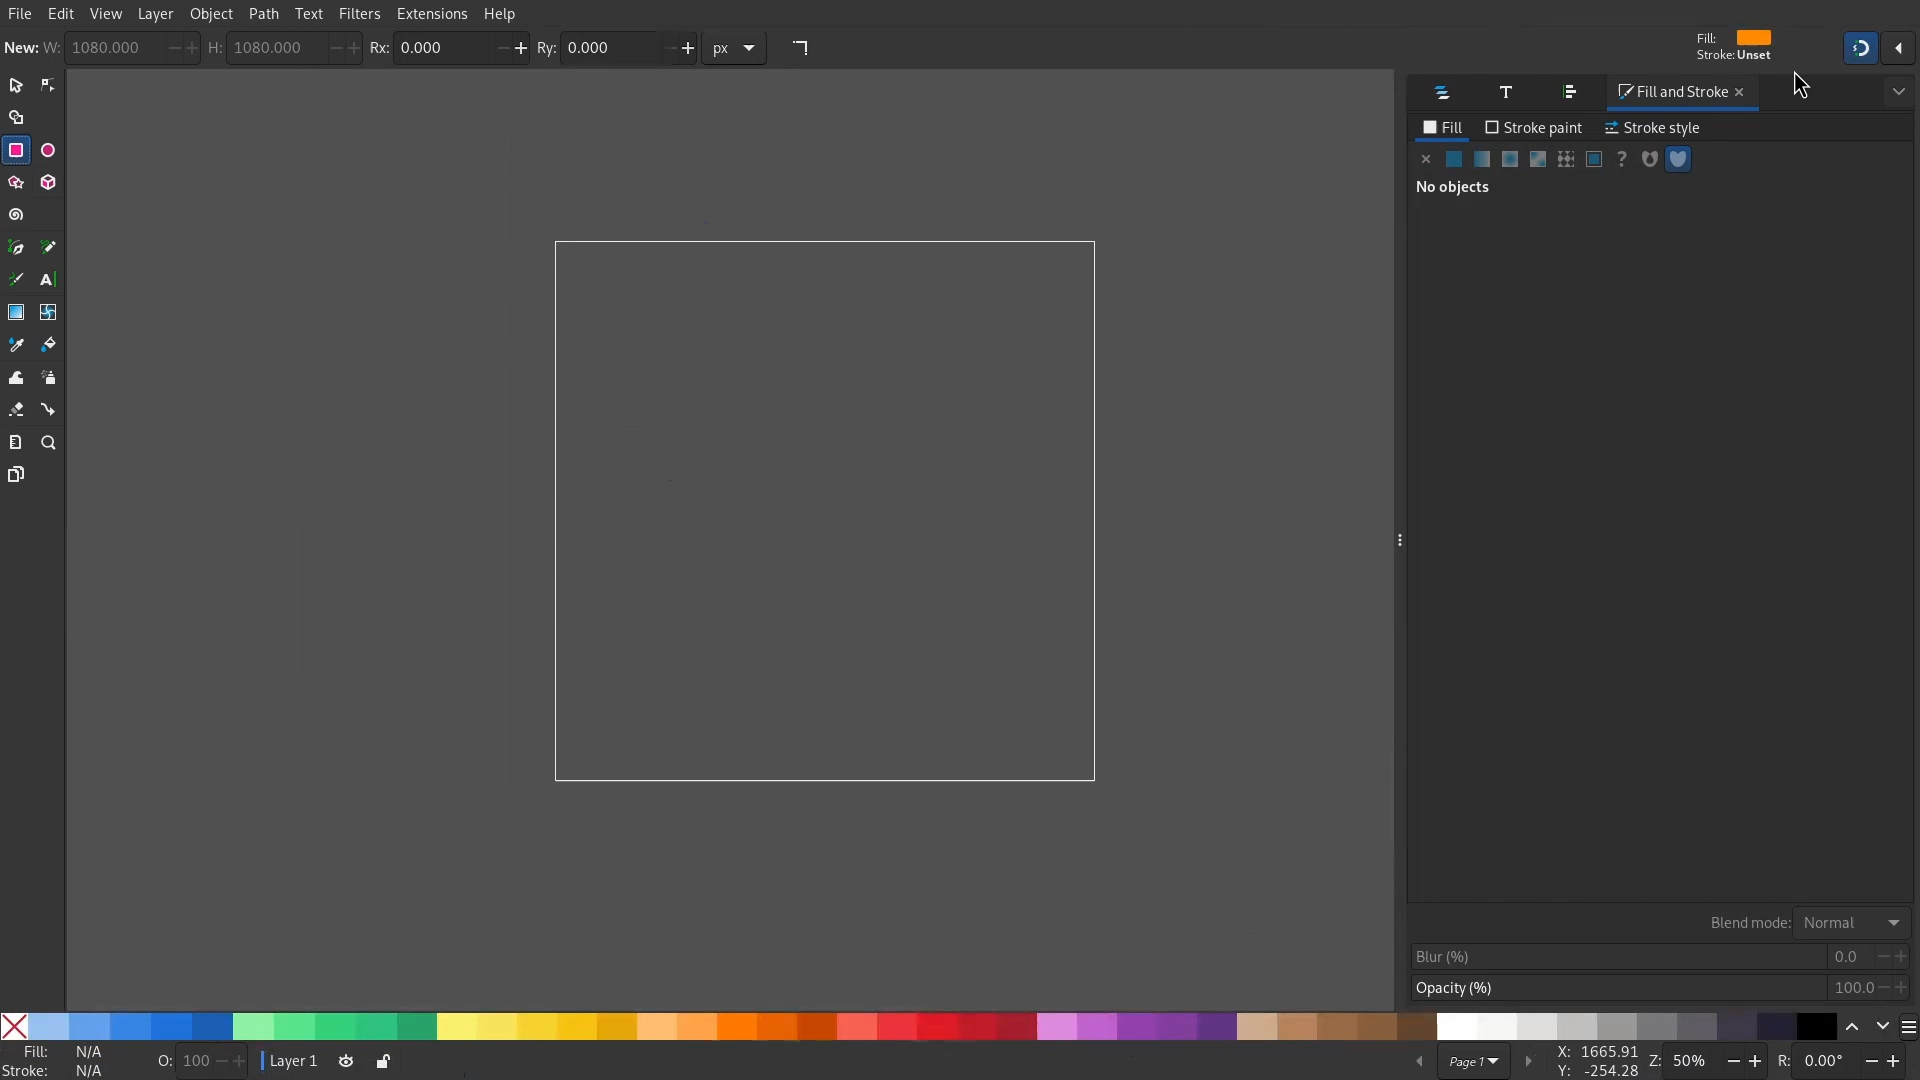 File Edit View Layer Object Path Filters Text Extensions Help
New: W: 1080.000 H: 1080.000 Rx: 0.000 Ry: 0.000 px
Fill:
Stroke: Unset
Fill and Stroke
Fill Stroke paint Stroke style
No objects
Blend mode: Normal
Blur (%) 0.0
Opacity (%) 100.0
Fill: N/A
Stroke: N/A
O: 100
Layer 1
Page 1
X: 1665.91
Y: -254.28
Z: 50%
R: 0.00°